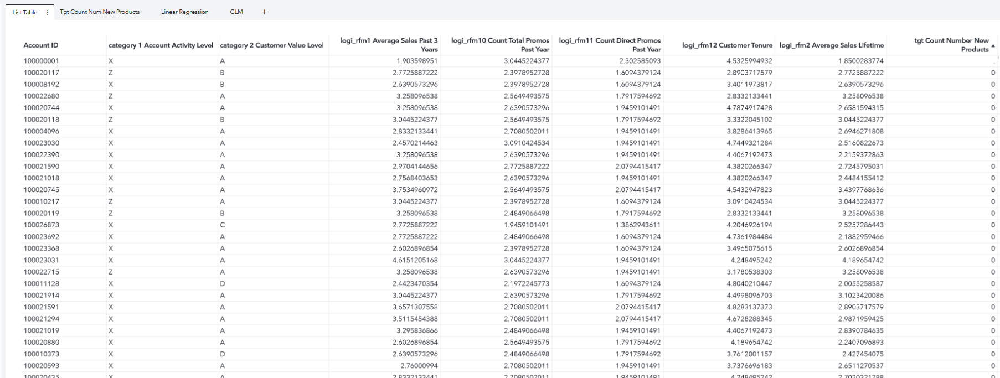 List Table ⋮ Tgt Count Num New Products Linear Regression GLM +
Account ID category 1 Account Activity Level category 2 Customer Value Level logi_rfm1 Average Sales Past 3 Years logi_rfm10 Count Total Promos Past Year logi_rfm11 Count Direct Promos Past Year logi_rfm12 Customer Tenure logi_rfm2 Average Sales Lifetime tgt Count Number New Products
100000001 X A 1.903598951 3.0445224377 2.302585093 4.5325994932 1.8500283774 .
100020117 Z B 2.7725887222 2.3978952728 1.6094379124 2.8903717579 2.7725887222 0
100008192 X B 2.6390573296 2.3978952728 1.6094379124 3.4011973817 2.6390573296 0
100022680 Z A 3.258096538 2.5649493575 1.7917594692 2.8332133441 3.258096538 0
100020744 X A 3.258096538 2.6390573296 1.9459101491 4.7874917428 2.6581594315 0
100020118 Z B 3.0445224377 2.5649493575 1.7917594692 3.3322045102 3.0445224377 0
100004096 X A 2.8332133441 2.7080502011 1.9459101491 3.8286413965 2.6946271808 0
100023030 X A 2.4570214463 3.0910424534 1.9459101491 4.7449321284 2.5160822673 0
100022390 X A 3.258096538 2.6390573296 1.9459101491 4.4067192473 2.2159372863 0
100021590 X A 2.9704144656 2.7725887222 2.0794415417 4.3820266347 2.7245795031 0
100021018 X A 2.7568403653 2.6390573296 1.9459101491 4.3820266347 2.4484155412 0
100020745 X A 3.7534960972 2.5649493575 2.0794415417 4.5432947823 3.4397768636 0
100010217 Z A 3.0445224377 2.3978952728 1.6094379124 3.0910424534 3.0445224377 0
100020119 Z B 3.258096538 2.4849066498 1.7917594692 2.8332133441 3.258096538 0
100026873 X C 2.7725887222 1.9459101491 1.3862943611 4.2046926194 2.5257286443 0
100023692 X A 2.7725887222 2.4849066498 1.6094379124 4.7361984484 2.1882959466 0
100023368 X A 2.6026896854 2.3978952728 1.6094379124 3.4965075615 2.6026896854 0
100023031 X A 4.6151205168 3.0445224377 1.9459101491 4.248495242 4.189654742 0
100022715 Z A 3.258096538 2.6390573296 1.9459101491 3.1780538303 3.258096538 0
100011128 X D 2.4423470354 2.1972245773 1.6094379124 4.8040210447 2.0055258587 0
100021914 X A 3.0445224377 2.6390573296 1.7917594692 4.4998096703 3.1023420086 0
100021591 X A 3.6571307558 2.7080502011 2.0794415417 4.8283137373 2.8903717579 0
100021294 X A 3.5115454388 2.7080502011 2.0794415417 4.6728288345 2.9871959425 0
100021019 X A 3.295836866 2.4849066498 1.9459101491 4.4067192473 2.8390784635 0
100020880 X A 2.6026896854 2.5649493575 1.7917594692 4.189654742 2.2407096893 0
100010373 X D 2.6390573296 2.4849066498 1.7917594692 3.7612001157 2.427454075 0
100020593 X A 2.76000994 2.7080502011 1.9459101491 3.7376696183 2.6511270537 0
100020435 X A 2.8332133441 2.7080502011 1.9459101491 4.248495242 2.7020321288 0